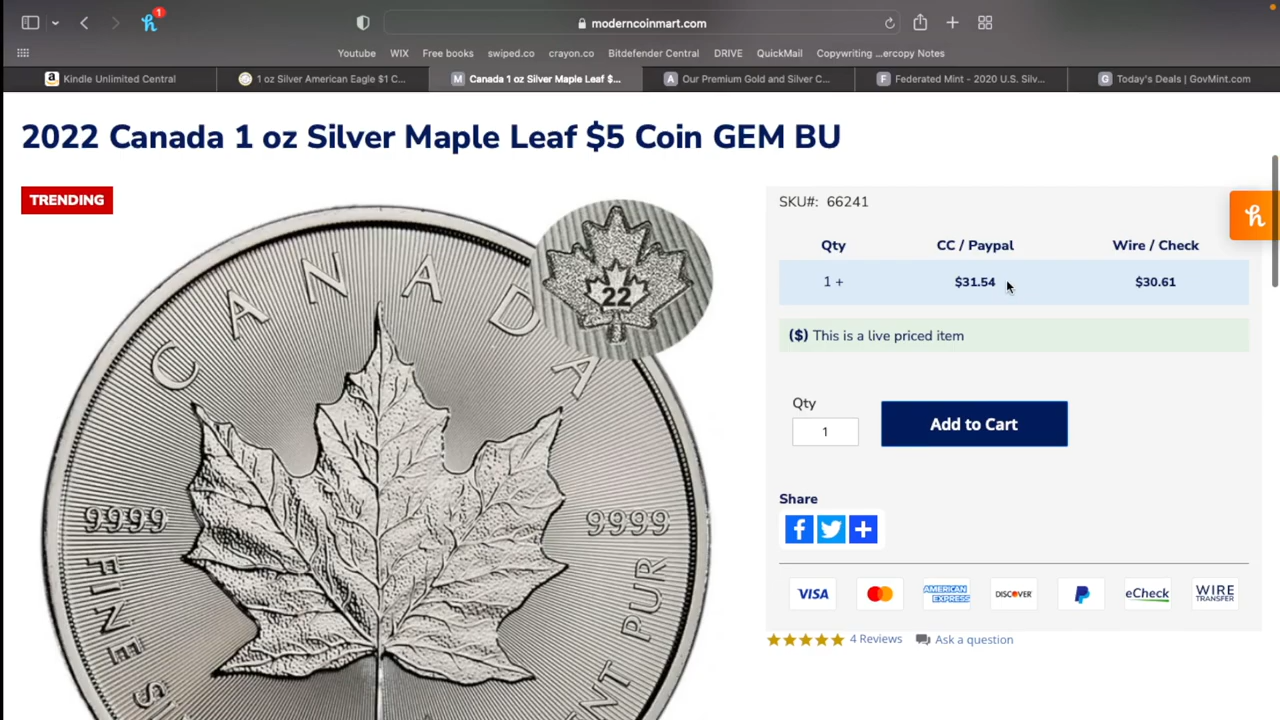 1
moderncoinmart.com
Youtube WIX Free books swiped.co crayon.co Bitdefender Central DRIVE QuickMail Copywriting ...ercopy Notes
Kindle Unlimited Central 1 oz Silver American Eagle $1 C... M Canada 1 oz Silver Maple Leaf $... A Our Premium Gold and Silver C... F Federated Mint - 2020 U.S. Silv... G Today's Deals | GovMint.com
2022 Canada 1 oz Silver Maple Leaf $5 Coin GEM BU
TRENDING
SKU#: 66241
Qty CC / Paypal Wire / Check
1 + $31.54 $30.61
($) This is a live priced item
Qty
1
Add to Cart
Share
VISA AMERICAN EXPRESS DISCOVER eCheck WIRE TRANSFER
4 Reviews Ask a question
CANADA
22
9999 9999
FINE
PUR